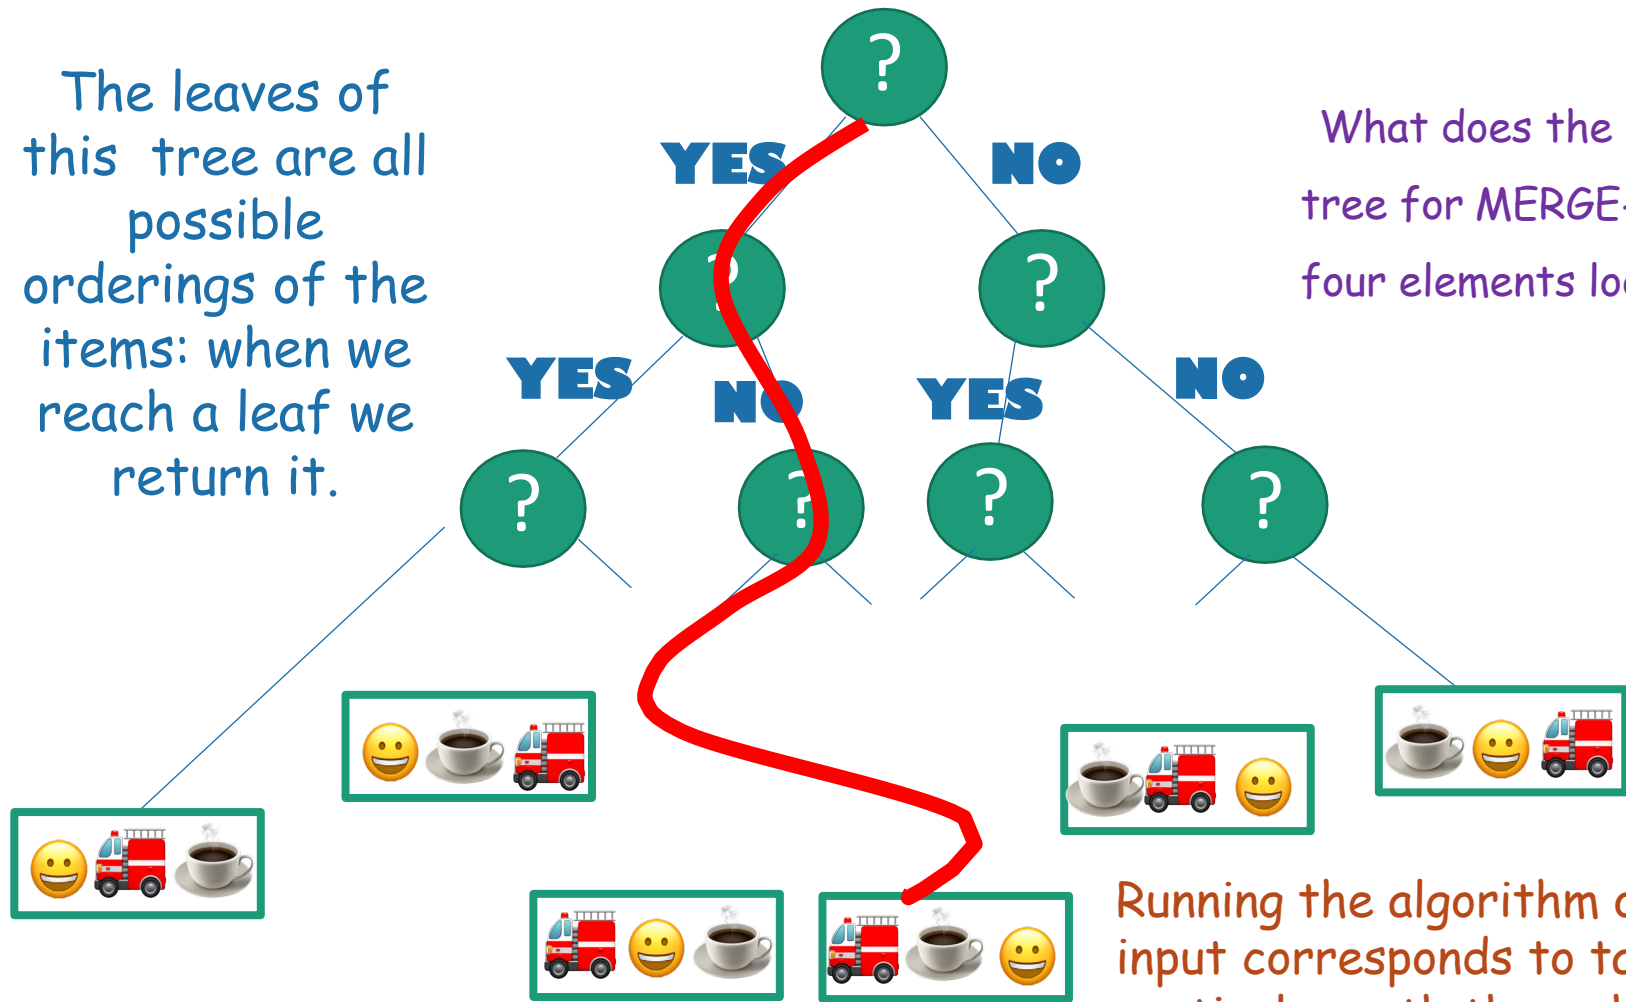 ?
The leaves of
this tree are all
possible
orderings of the
items: when we
reach a leaf we
return it.
YES
NO
What does the
tree for MERGE-
four elements
?
?
YES
NO
YES
NO
?
?
?
?
Running the algorithm
input corresponds to